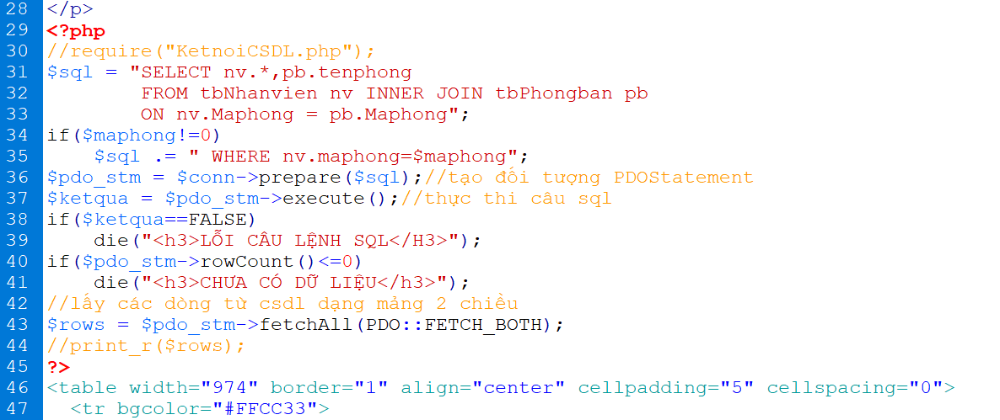 28 </p>
29 <?php
30 //require("KetnoiCSDL.php");
31 $sql = "SELECT nv.*,pb.tenphong
32         FROM tbNhanvien nv INNER JOIN tbPhongban pb
33         ON nv.Maphong = pb.Maphong";
34 if($maphong!=0)
35     $sql .= " WHERE nv.maphong=$maphong";
36 $pdo_stm = $conn->prepare($sql);//tạo đối tượng PDOStatement
37 $ketqua = $pdo_stm->execute();//thực thi câu sql
38 if($ketqua==FALSE)
39     die("<h3>LỖI CÂU LỆNH SQL</H3>");
40 if($pdo_stm->rowCount()<=0)
41     die("<h3>CHƯA CÓ DỮ LIỆU</h3>");
42 //lấy các dòng từ csdl dạng mảng 2 chiều
43 $rows = $pdo_stm->fetchAll(PDO::FETCH_BOTH);
44 //print_r($rows);
45 ?>
46 <table width="974" border="1" align="center" cellpadding="5" cellspacing="0">
47   <tr bgcolor="#FFCC33">